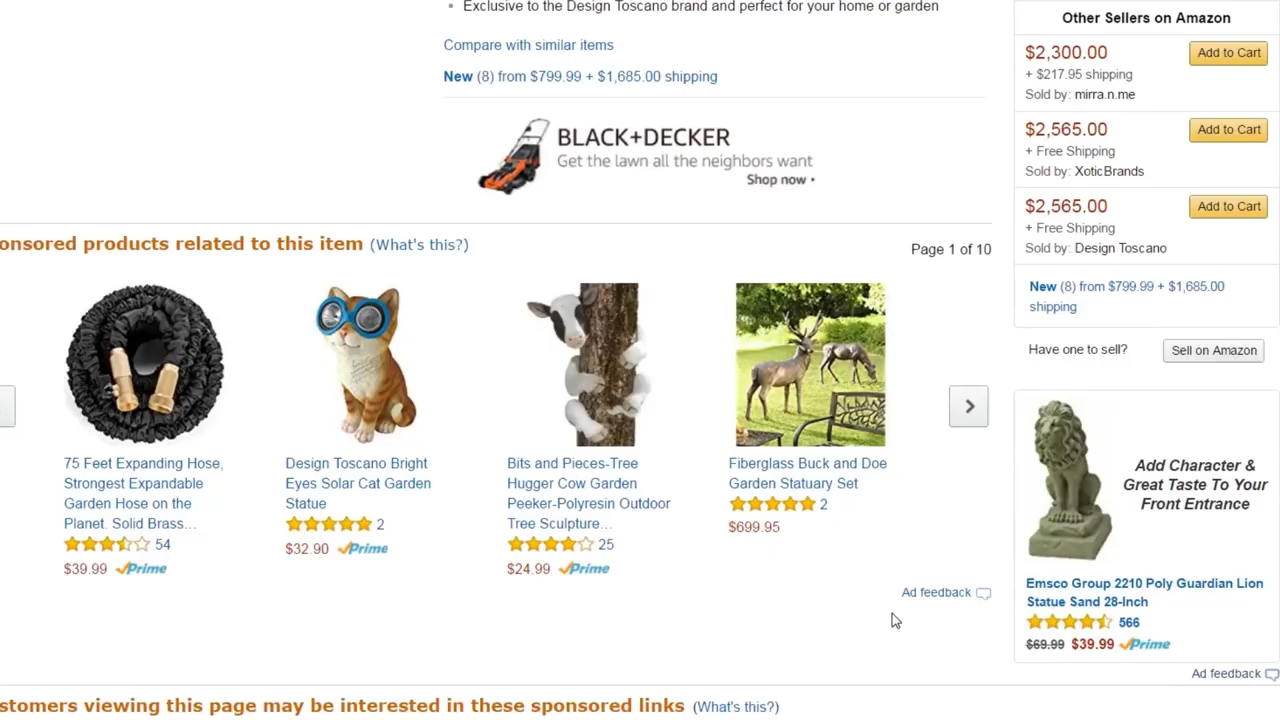 Exclusive to the Design Toscano brand and perfect for your home or garden
Compare with similar items
New (8) from $799.99 + $1,685.00 shipping
BLACK+DECKER
Get the lawn all the neighbors want
Shop now
onsored products related to this item (What's this?)
Page 1 of 10
75 Feet Expanding Hose,
Strongest Expandable
Garden Hose on the
Planet. Solid Brass...
54
$39.99 Prime
Design Toscano Bright
Eyes Solar Cat Garden
Statue
2
$32.90 Prime
Bits and Pieces-Tree
Hugger Cow Garden
Peeker-Polyresin Outdoor
Tree Sculpture...
25
$24.99 Prime
Fiberglass Buck and Doe
Garden Statuary Set
2
$699.95
Ad feedback
stomers viewing this page may be interested in these sponsored links (What's this?)
Other Sellers on Amazon
$2,300.00 Add to Cart
+ $217.95 shipping
Sold by: mirra.n.me
$2,565.00 Add to Cart
+ Free Shipping
Sold by: XoticBrands
$2,565.00 Add to Cart
+ Free Shipping
Sold by: Design Toscano
New (8) from $799.99 + $1,685.00
shipping
Have one to sell? Sell on Amazon
Add Character &
Great Taste To Your
Front Entrance
Emsco Group 2210 Poly Guardian Lion
Statue Sand 28-Inch
566
$69.99 $39.99 Prime
Ad feedback